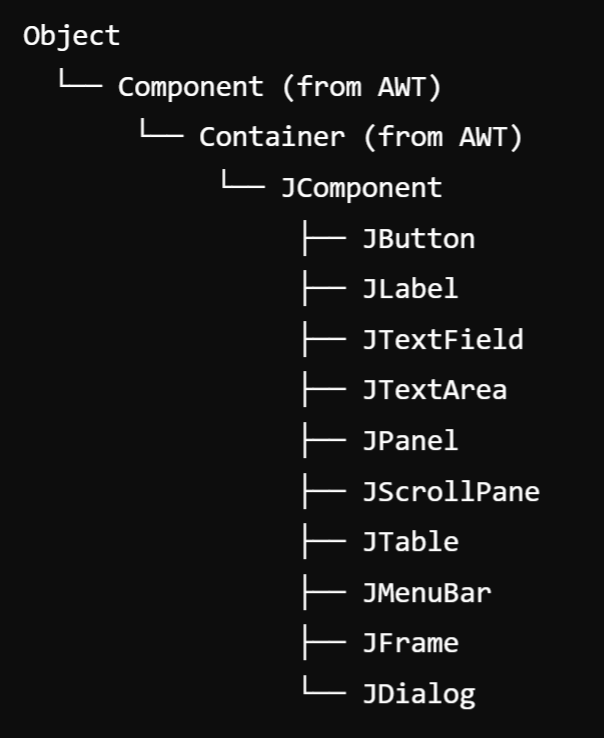 Object
└── Component (from AWT)
└── Container (from AWT)
└── JComponent
├── JButton
├── JLabel
├── JTextField
├── JTextArea
├── JPanel
├── JScrollPane
├── JTable
├── JMenuBar
├── JFrame
└── JDialog